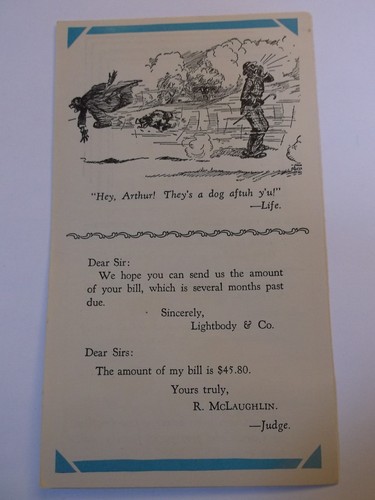 "Hey, Arthur! They's a dog aftuh y'u!"
—Life.
Dear Sir:
We hope you can send us the amount
of your bill, which is several months past
due.
Sincerely,
Lightbody & Co.
Dear Sirs:
The amount of my bill is $45.80.
Yours truly,
R. McLAUGHLIN.
—Judge.